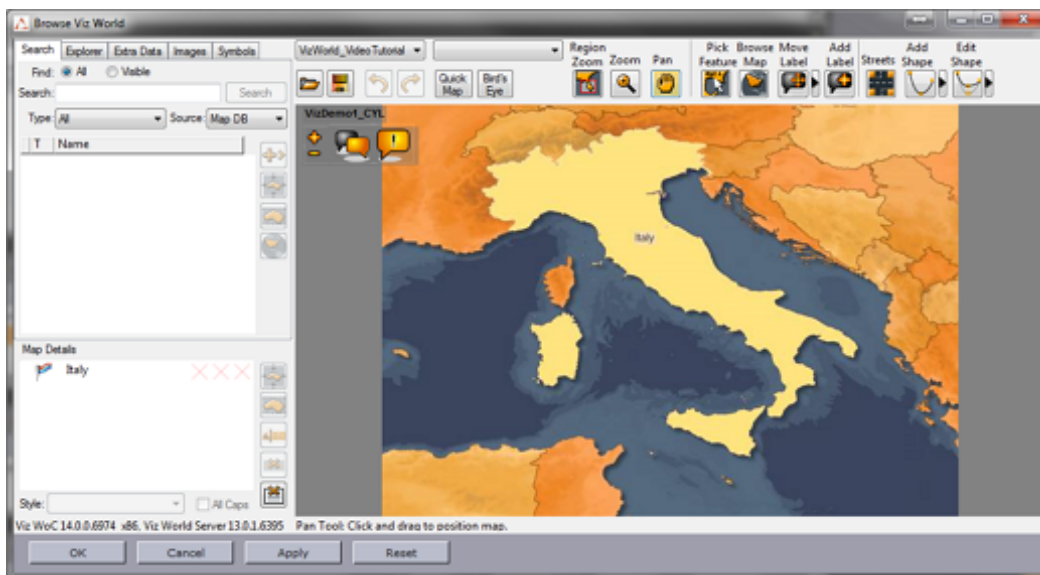 Browse Viz World
Search Explorer Extra Data Images Symbols
Find: All Visible
Search: Search
Type: All Source: Map DB
T Name
Map Details
Italy
Style: All Caps
Viz WoC 14.0.0.6974 x86, Viz World Server 13.0.1.6395
VizWorld_VideoTutorial
Quick Map
Bird's Eye
Region Zoom
Zoom
Pan
Pick Feature
Browse Map
Move Label
Add Label
Streets
Add Shape
Edit Shape
VizDemo1_CYL
Italy
Pan Tool: Click and drag to position map.
OK Cancel Apply Reset